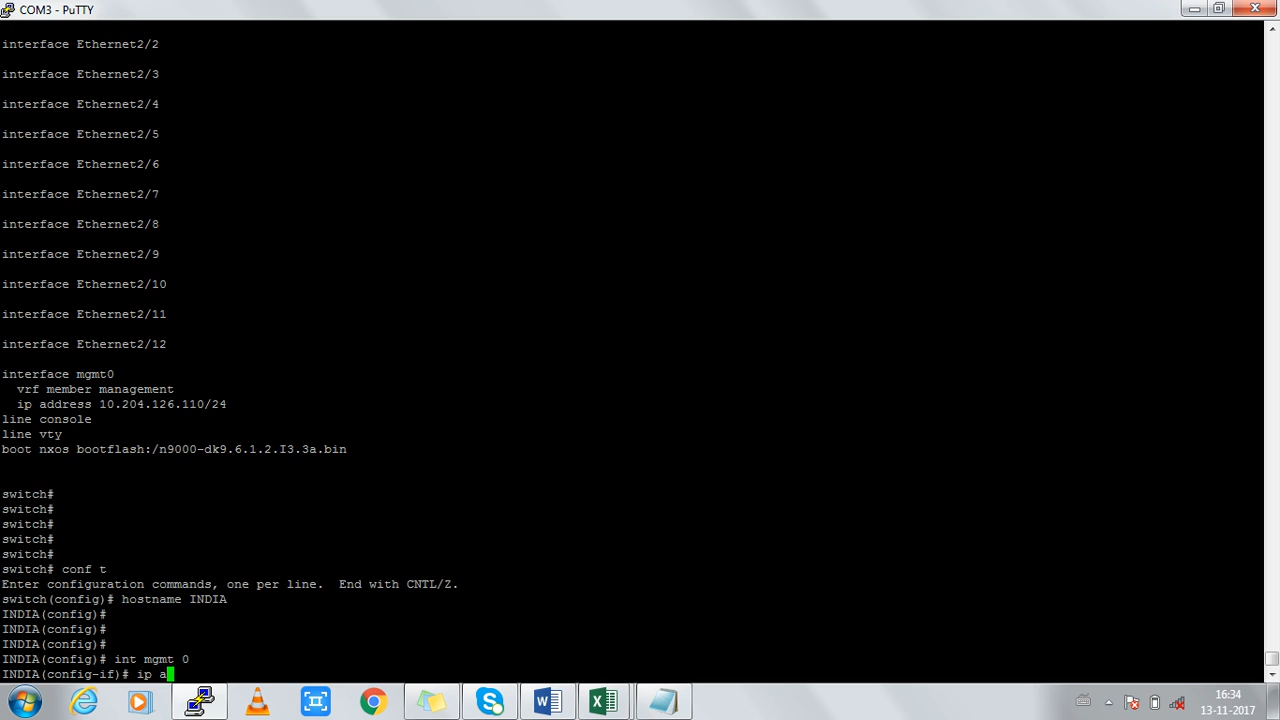 COM3 - PuTTY
interface Ethernet2/2
interface Ethernet2/3
interface Ethernet2/4
interface Ethernet2/5
interface Ethernet2/6
interface Ethernet2/7
interface Ethernet2/8
interface Ethernet2/9
interface Ethernet2/10
interface Ethernet2/11
interface Ethernet2/12
interface mgmt0
  vrf member management
  ip address 10.204.126.110/24
line console
line vty
boot nxos bootflash:/n9000-dk9.6.1.2.I3.3a.bin
switch#
switch#
switch#
switch#
switch#
switch# conf t
Enter configuration commands, one per line.  End with CNTL/Z.
switch(config)# hostname INDIA
INDIA(config)#
INDIA(config)#
INDIA(config)#
INDIA(config)# int mgmt 0
INDIA(config-if)# ip a
16:34
13-11-2017